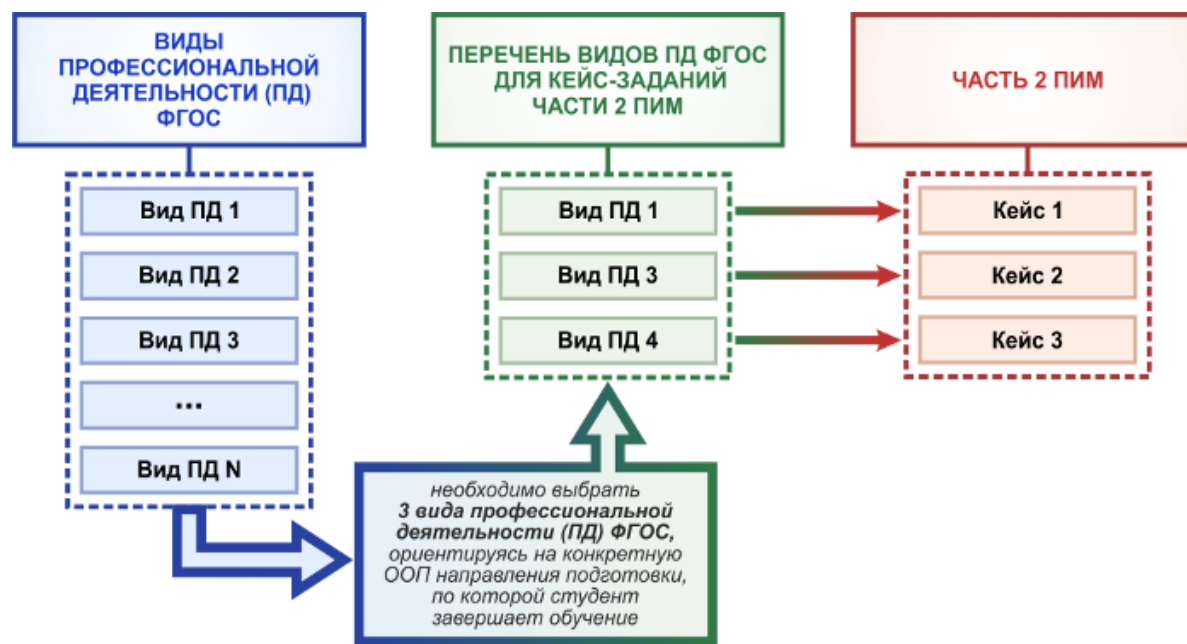 ВИДЫ
ПРОФЕССИОНАЛЬНОЙ
ДЕЯТЕЛЬНОСТИ (ПД)
ФГОС
Вид ПД 1
Вид ПД 2
Вид ПД 3
...
Вид ПД N
необходимо выбрать
3 вида профессиональной
деятельности (ПД) ФГОС,
ориентируясь на конкретную
ООП направления подготовки,
по которой студент
завершает обучение
ПЕРЕЧЕНЬ ВИДОВ ПД ФГОС
ДЛЯ КЕЙС-ЗАДАНИЙ
ЧАСТИ 2 ПИМ
Вид ПД 1
Вид ПД 3
Вид ПД 4
ЧАСТЬ 2 ПИМ
Кейс 1
Кейс 2
Кейс 3